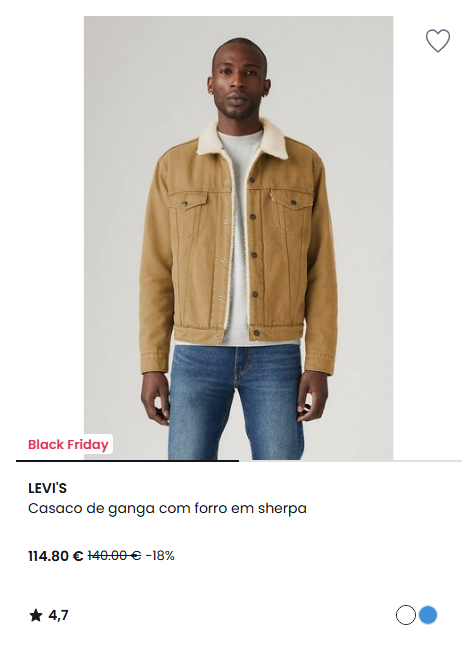 Black Friday
LEVI'S
Casaco de ganga com forro em sherpa
114.80 € 140.00 € -18%
★ 4,7